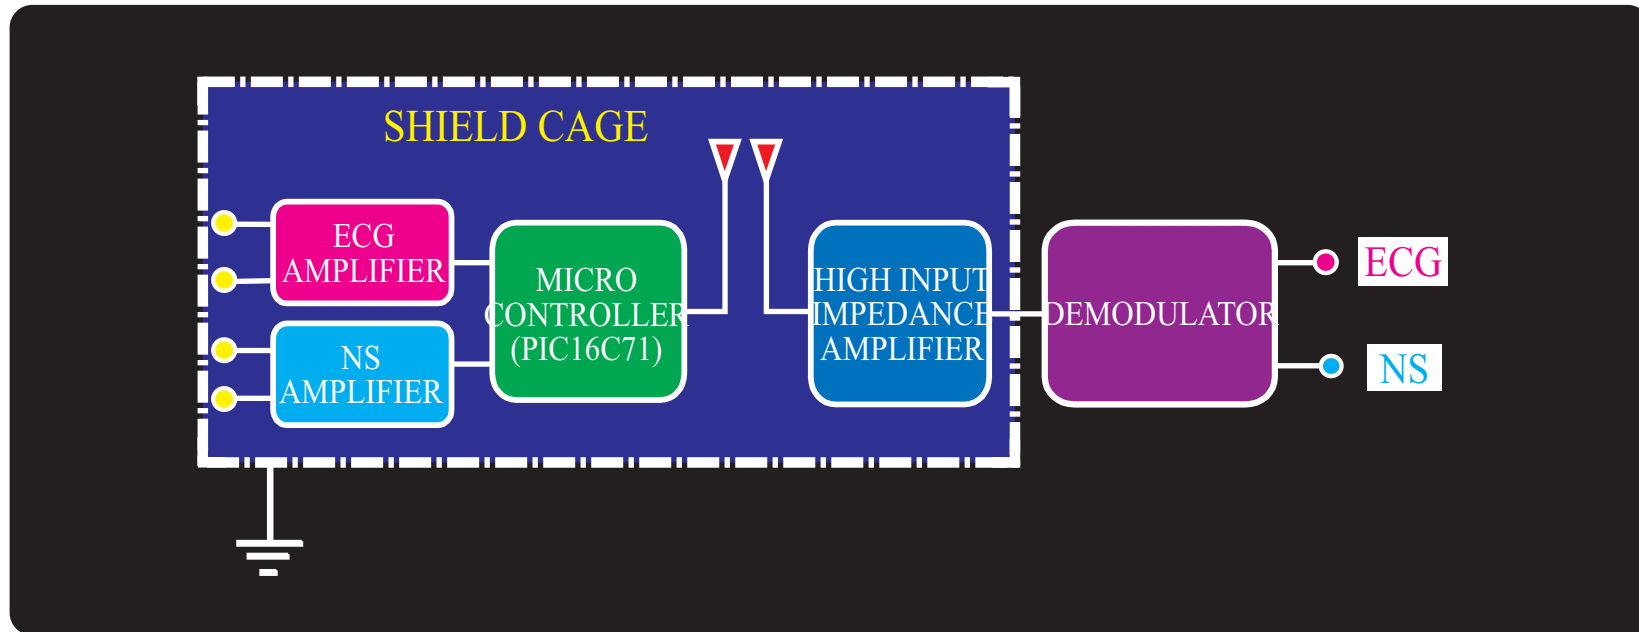 SHIELD CAGE
ECG
AMPLIFIER
NS
AMPLIFIER
MICRO
CONTROLLER
(PIC16C71)
HIGH INPUT
IMPEDANCE
AMPLIFIER
DEMODULATOR
ECG
NS